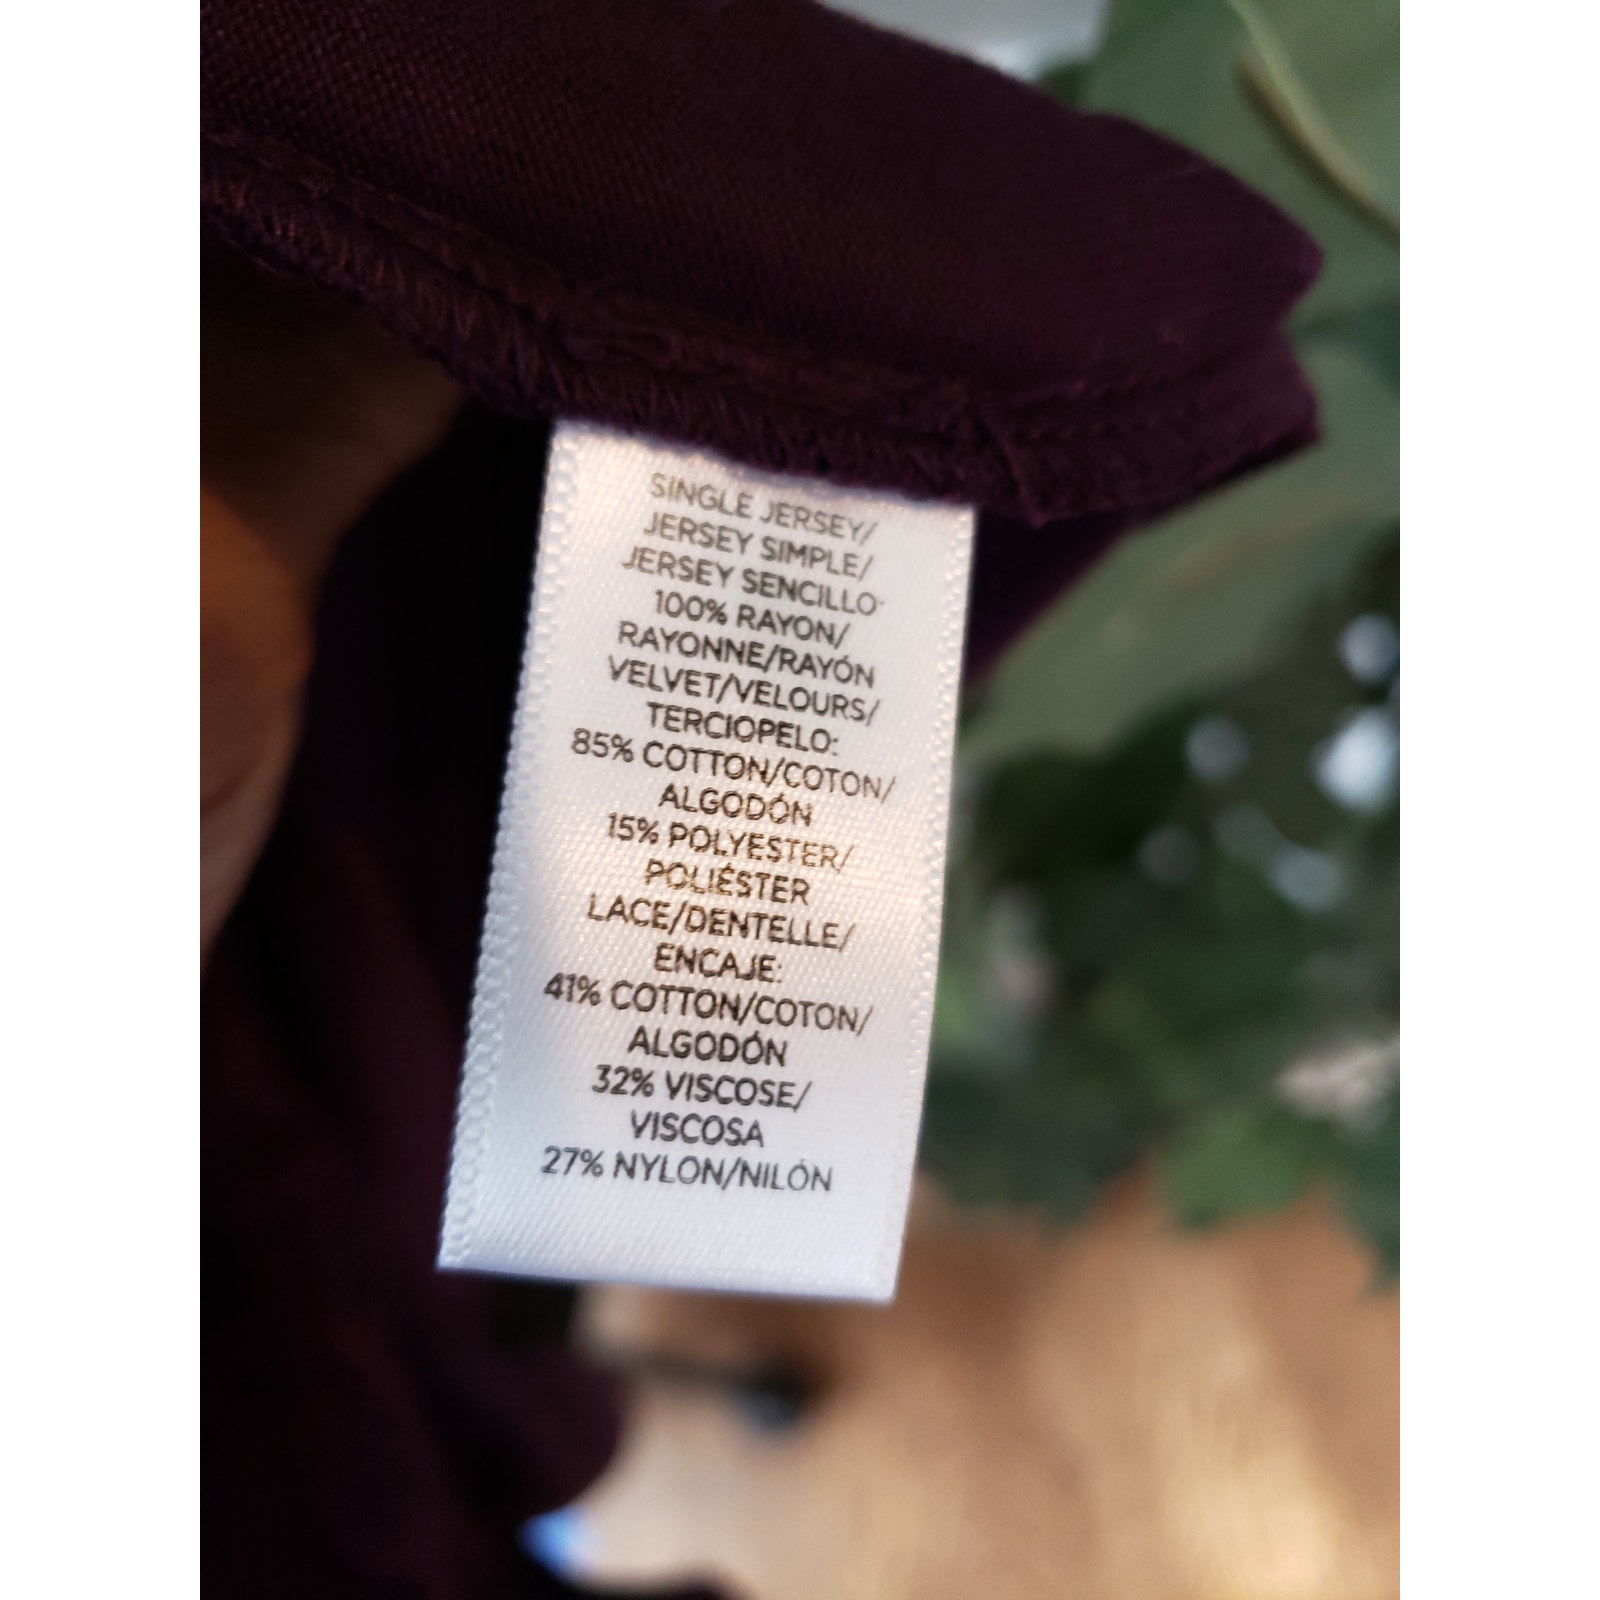 SINGLE JERSEY/
JERSEY SIMPLE/
JERSEY SENCILLO:
100% RAYON/
RAYONNE/RAYÓN
VELVET/VELOURS/
TERCIOPELO:
85% COTTON/COTON/
ALGODÓN
15% POLYESTER/
POLIÉSTER
LACE/DENTELLE/
ENCAJE:
41% COTTON/COTON/
ALGODÓN
32% VISCOSE/
VISCOSA
27% NYLON/NILÓN